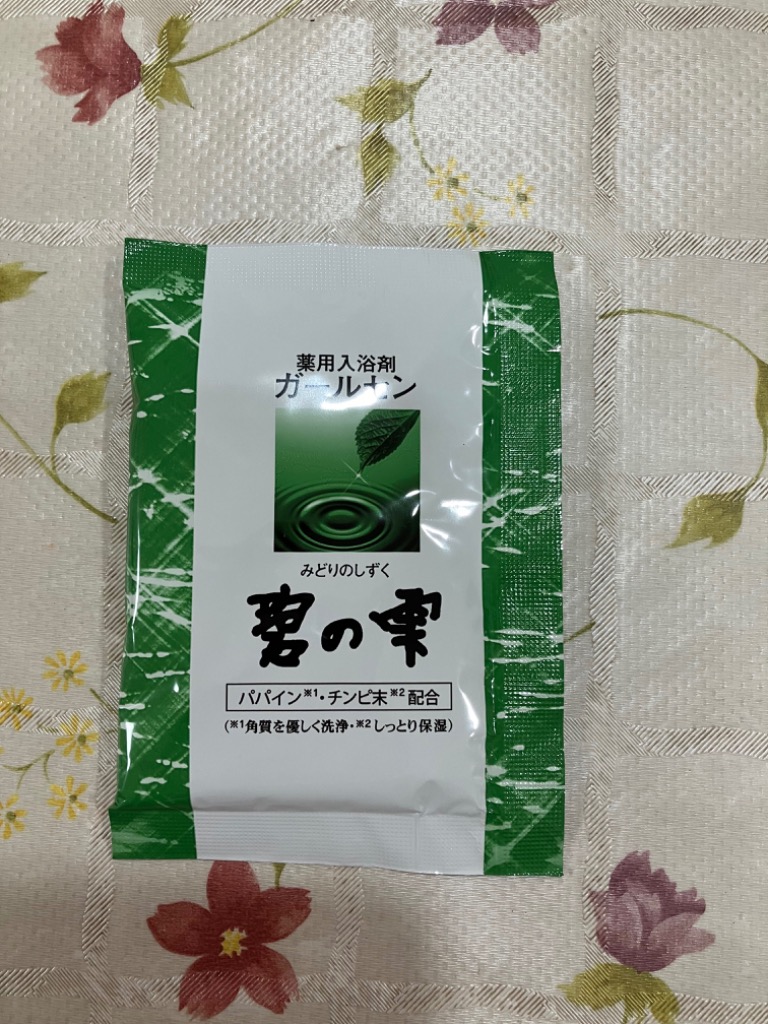 薬用入浴剤
ガールセン
みどりのしずく
碧の雫
パパイン※1・チンピ末※2配合
(※1角質を優しく洗浄・※2しっとり保湿)